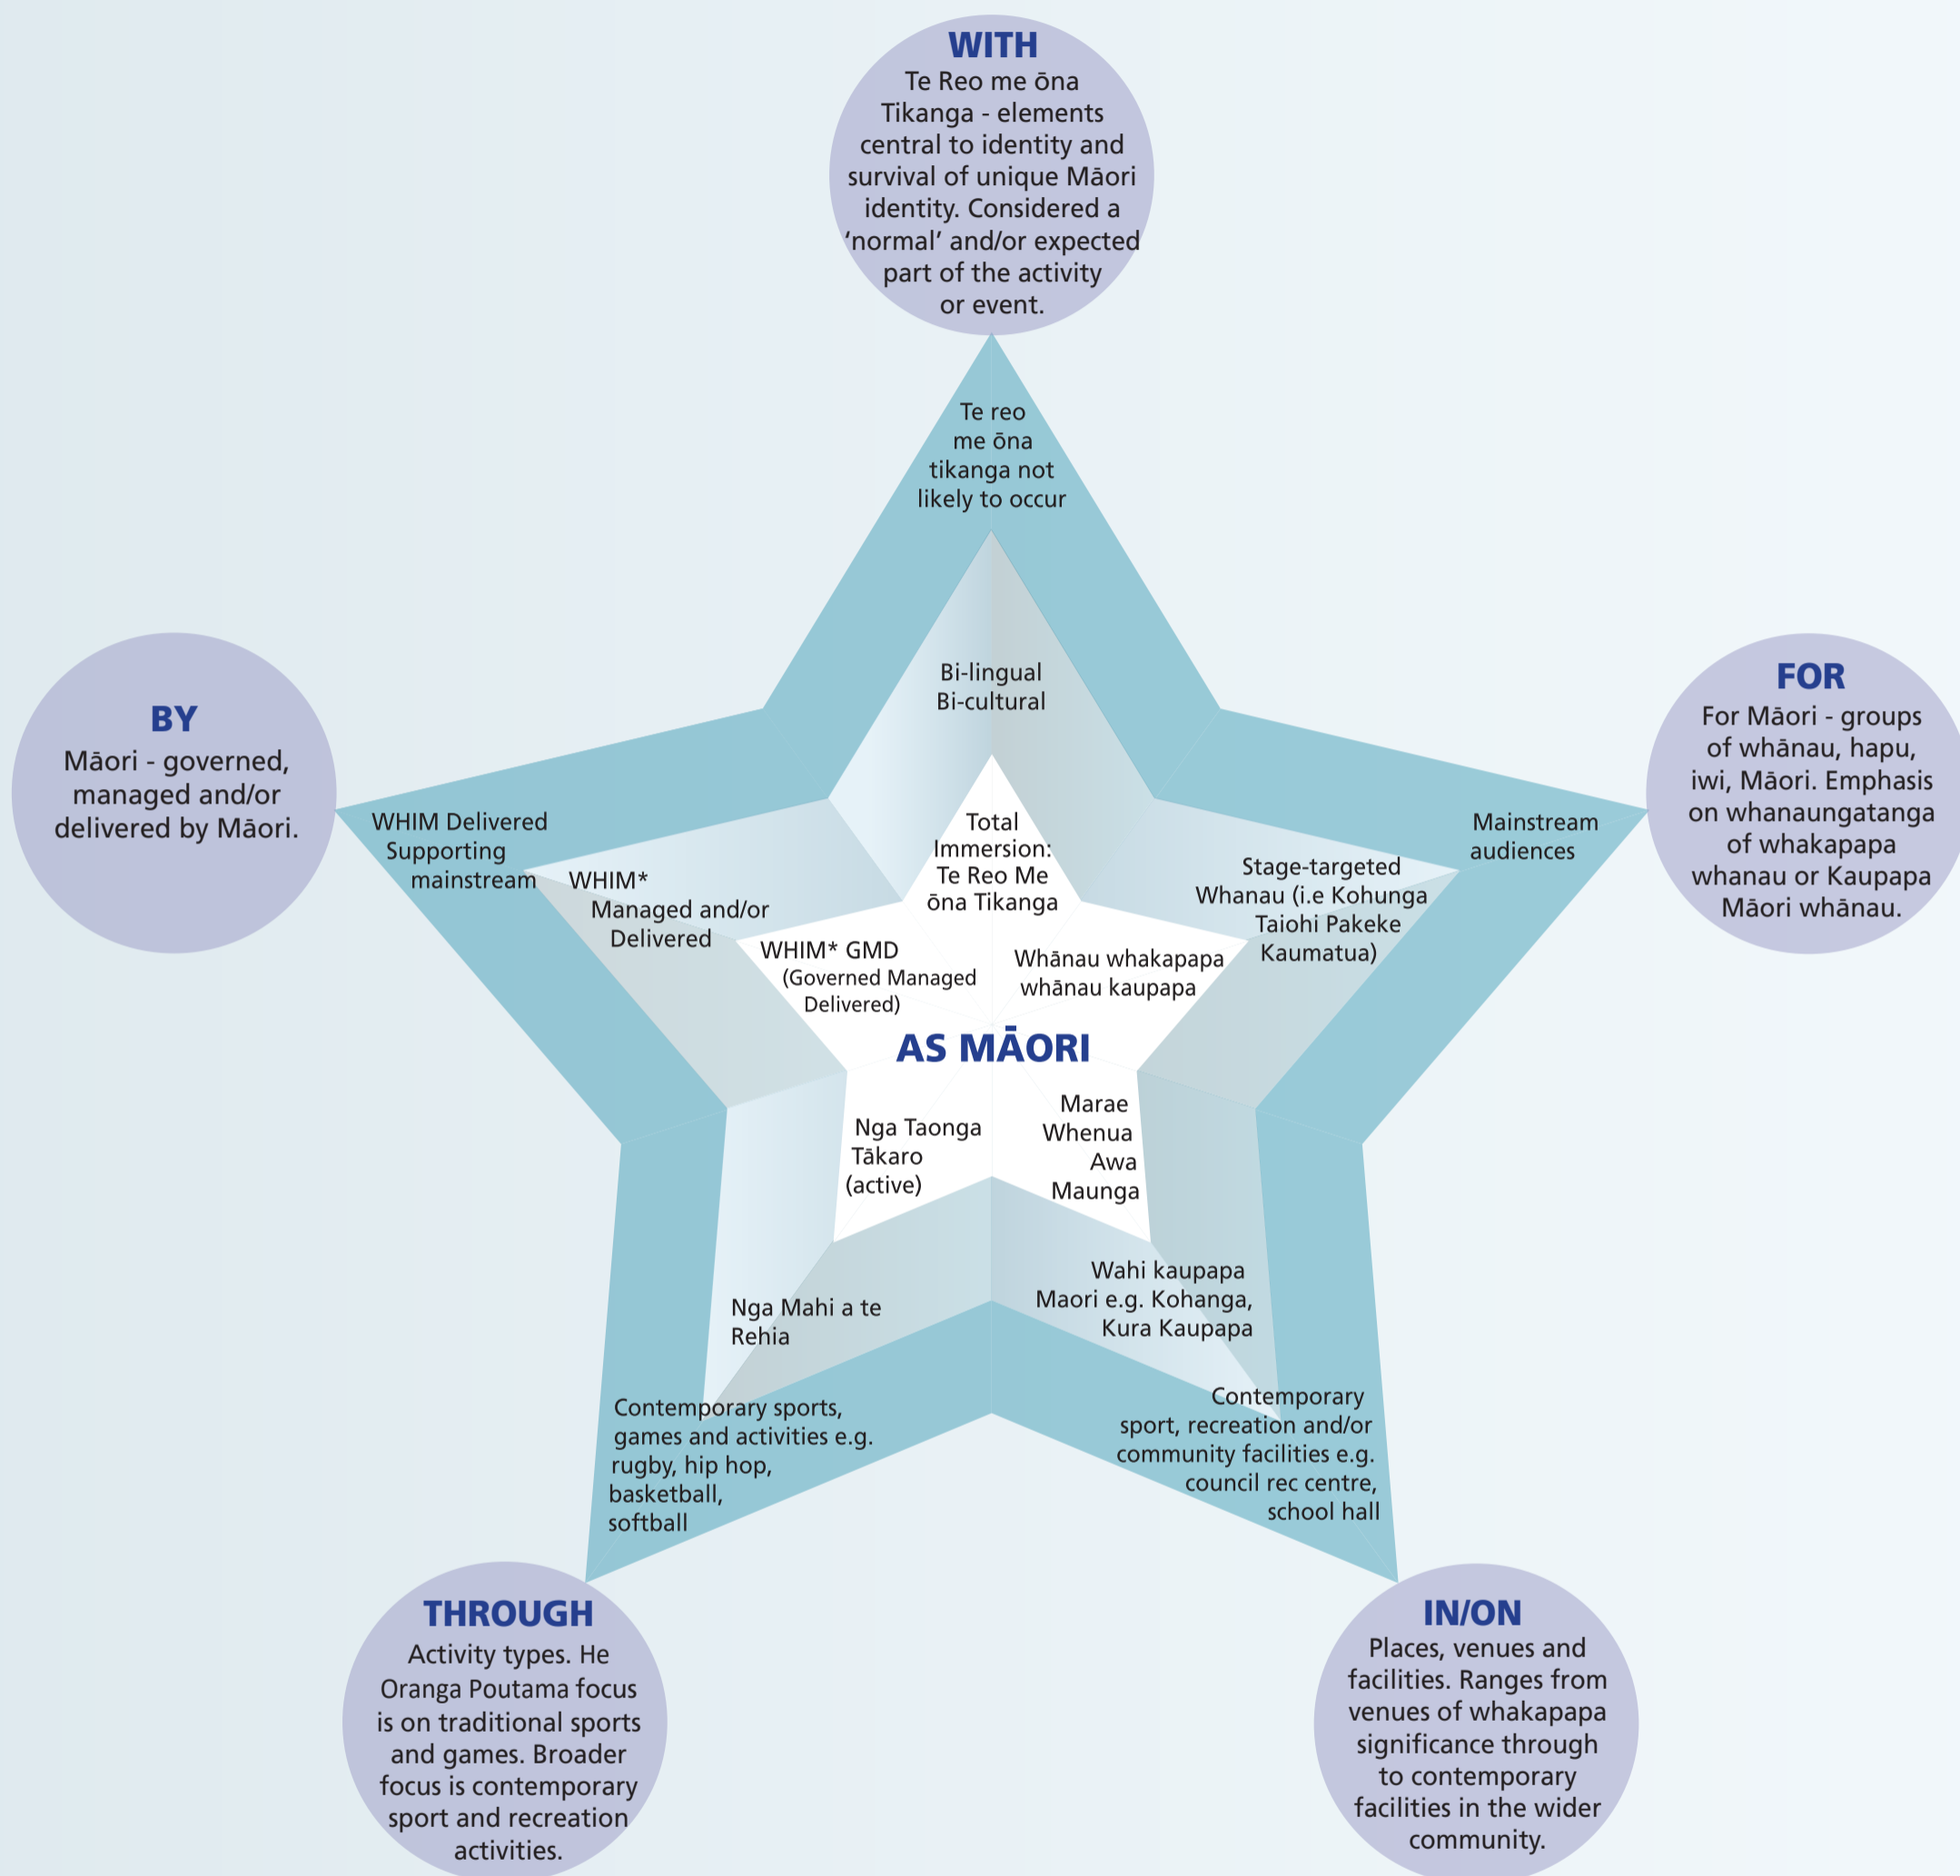 WITH
Te Reo me ōna
Tikanga - elements
central to identity and
survival of unique Māori
identity. Considered a
‘normal’ and/or expected
part of the activity
or event.
Te reo
me ōna
tikanga not
likely to occur
Bi-lingual
Bi-cultural
Total
Immersion:
Te Reo Me
ōna Tikanga
BY
Māori - governed,
managed and/or
delivered by Māori.
WHIM Delivered
Supporting
mainstream
WHIM*
Managed and/or
Delivered
WHIM* GMD
(Governed Managed
Delivered)
FOR
For Māori - groups
of whānau, hapu,
iwi, Māori. Emphasis
on whanaungatanga
of whakapapa
whanau or Kaupapa
Māori whānau.
Mainstream
audiences
Stage-targeted
Whanau (i.e Kohunga
Taiohi Pakeke
Kaumatua)
Whānau whakapapa
whānau kaupapa
AS MĀORI
Nga Taonga
Tākaro
(active)
Nga Mahi a te
Rehia
Contemporary sports,
games and activities e.g.
rugby, hip hop,
basketball,
softball
Marae
Whenua
Awa
Maunga
Wahi kaupapa
Maori e.g. Kohanga,
Kura Kaupapa
Contemporary
sport, recreation and/or
community facilities e.g.
council rec centre,
school hall
THROUGH
Activity types. He
Oranga Poutama focus
is on traditional sports
and games. Broader
focus is contemporary
sport and recreation
activities.
IN/ON
Places, venues and
facilities. Ranges from
venues of whakapapa
significance through
to contemporary
facilities in the wider
community.